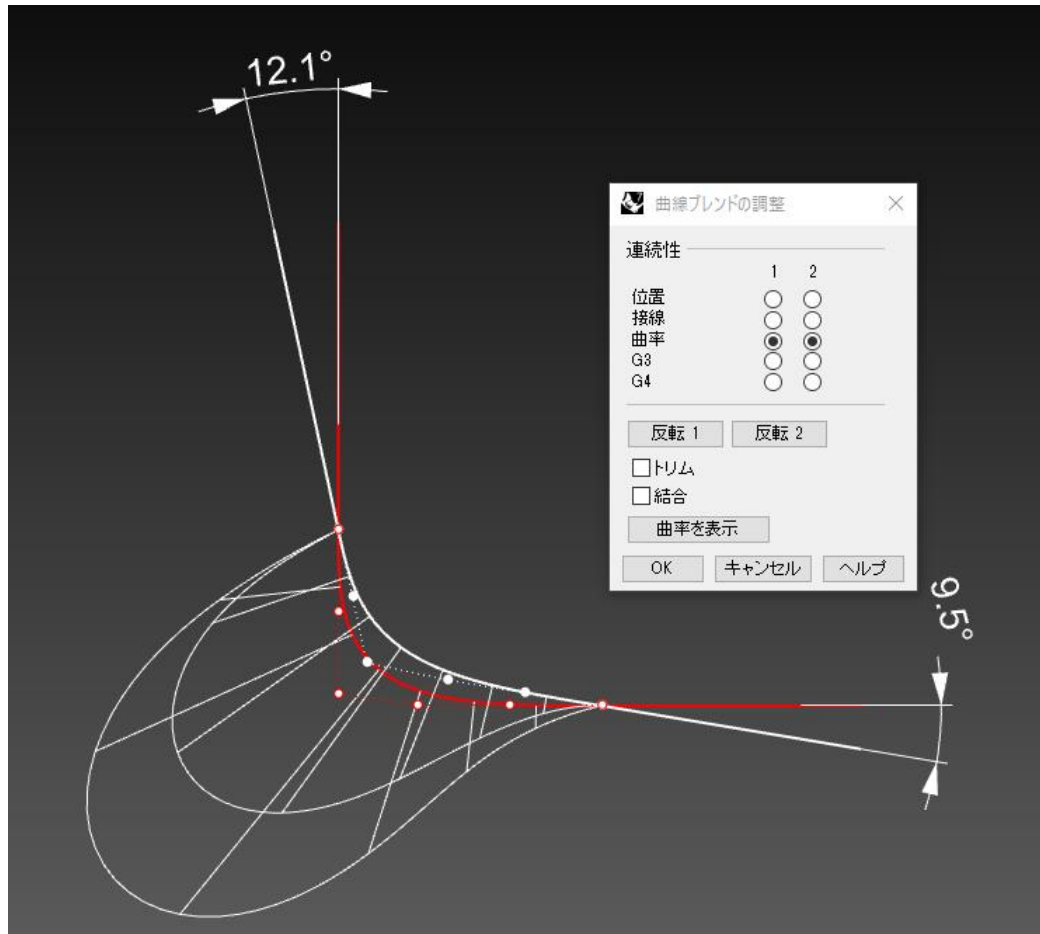 12.1°
曲線ブレンドの調整
連続性
1 2
位置
接線
曲率
G3
G4
反転 1 反転 2
トリム
結合
曲率を表示
OK キャンセル ヘルプ
9.5°